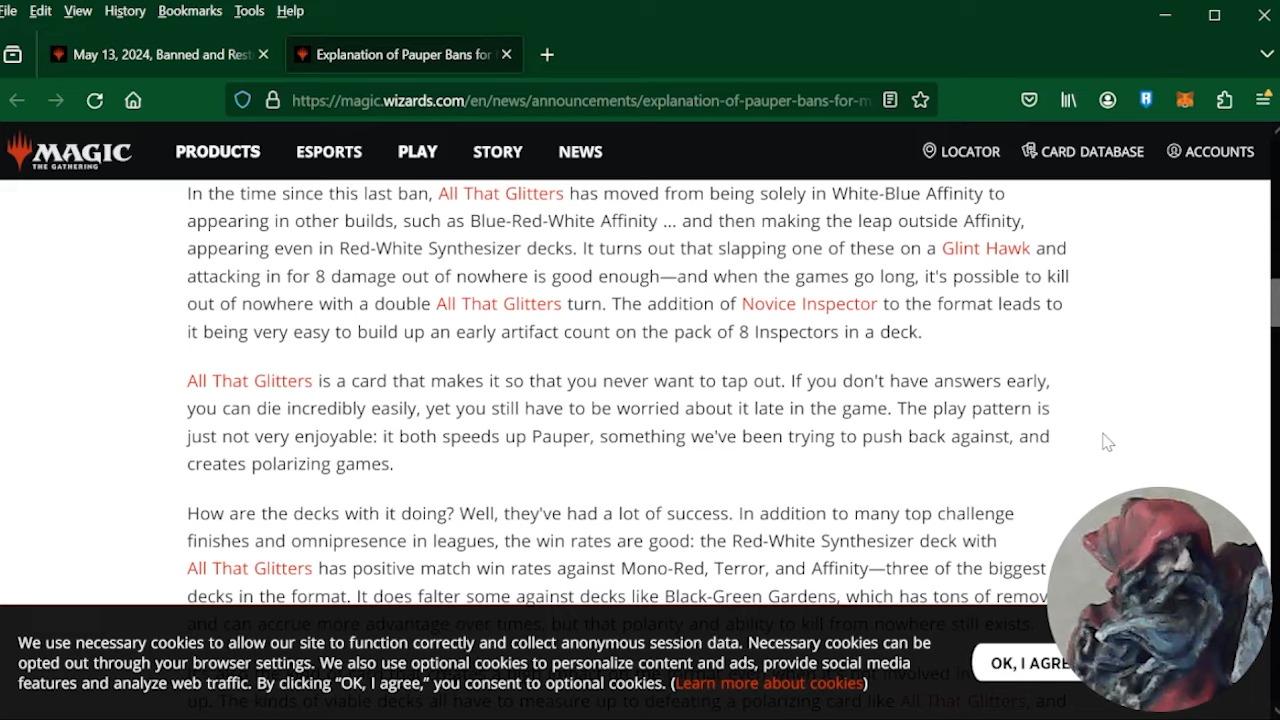 File Edit View History Bookmarks Tools Help
May 13, 2024, Banned and Rest
Explanation of Pauper Bans for
https://magic.wizards.com/en/news/announcements/explanation-of-pauper-bans-for-m
MAGIC
THE GATHERING
PRODUCTS ESPORTS PLAY STORY NEWS
LOCATOR CARD DATABASE ACCOUNTS
In the time since this last ban, All That Glitters has moved from being solely in White-Blue Affinity to
appearing in other builds, such as Blue-Red-White Affinity ... and then making the leap outside Affinity,
appearing even in Red-White Synthesizer decks. It turns out that slapping one of these on a Glint Hawk and
attacking in for 8 damage out of nowhere is good enough—and when the games go long, it's possible to kill
out of nowhere with a double All That Glitters turn. The addition of Novice Inspector to the format leads to
it being very easy to build up an early artifact count on the pack of 8 Inspectors in a deck.
All That Glitters is a card that makes it so that you never want to tap out. If you don't have answers early,
you can die incredibly easily, yet you still have to be worried about it late in the game. The play pattern is
just not very enjoyable: it both speeds up Pauper, something we've been trying to push back against, and
creates polarizing games.
How are the decks with it doing? Well, they've had a lot of success. In addition to many top challenge
finishes and omnipresence in leagues, the win rates are good: the Red-White Synthesizer deck with
All That Glitters has positive match win rates against Mono-Red, Terror, and Affinity—three of the biggest
decks in the format. It does falter some against decks like Black-Green Gardens, which has tons of remov
and can accrue more advantage over times, but that polarity and ability to kill from nowhere still exists.
We use necessary cookies to allow our site to function correctly and collect anonymous session data. Necessary cookies can be
opted out through your browser settings. We also use optional cookies to personalize content and ads, provide social media
features and analyze web traffic. By clicking “OK, I agree,” you consent to optional cookies. (Learn more about cookies)
OK, I AGRE
up. The kinds of viable decks all have to measure up to defeating a polarizing card like All That Glitters, and